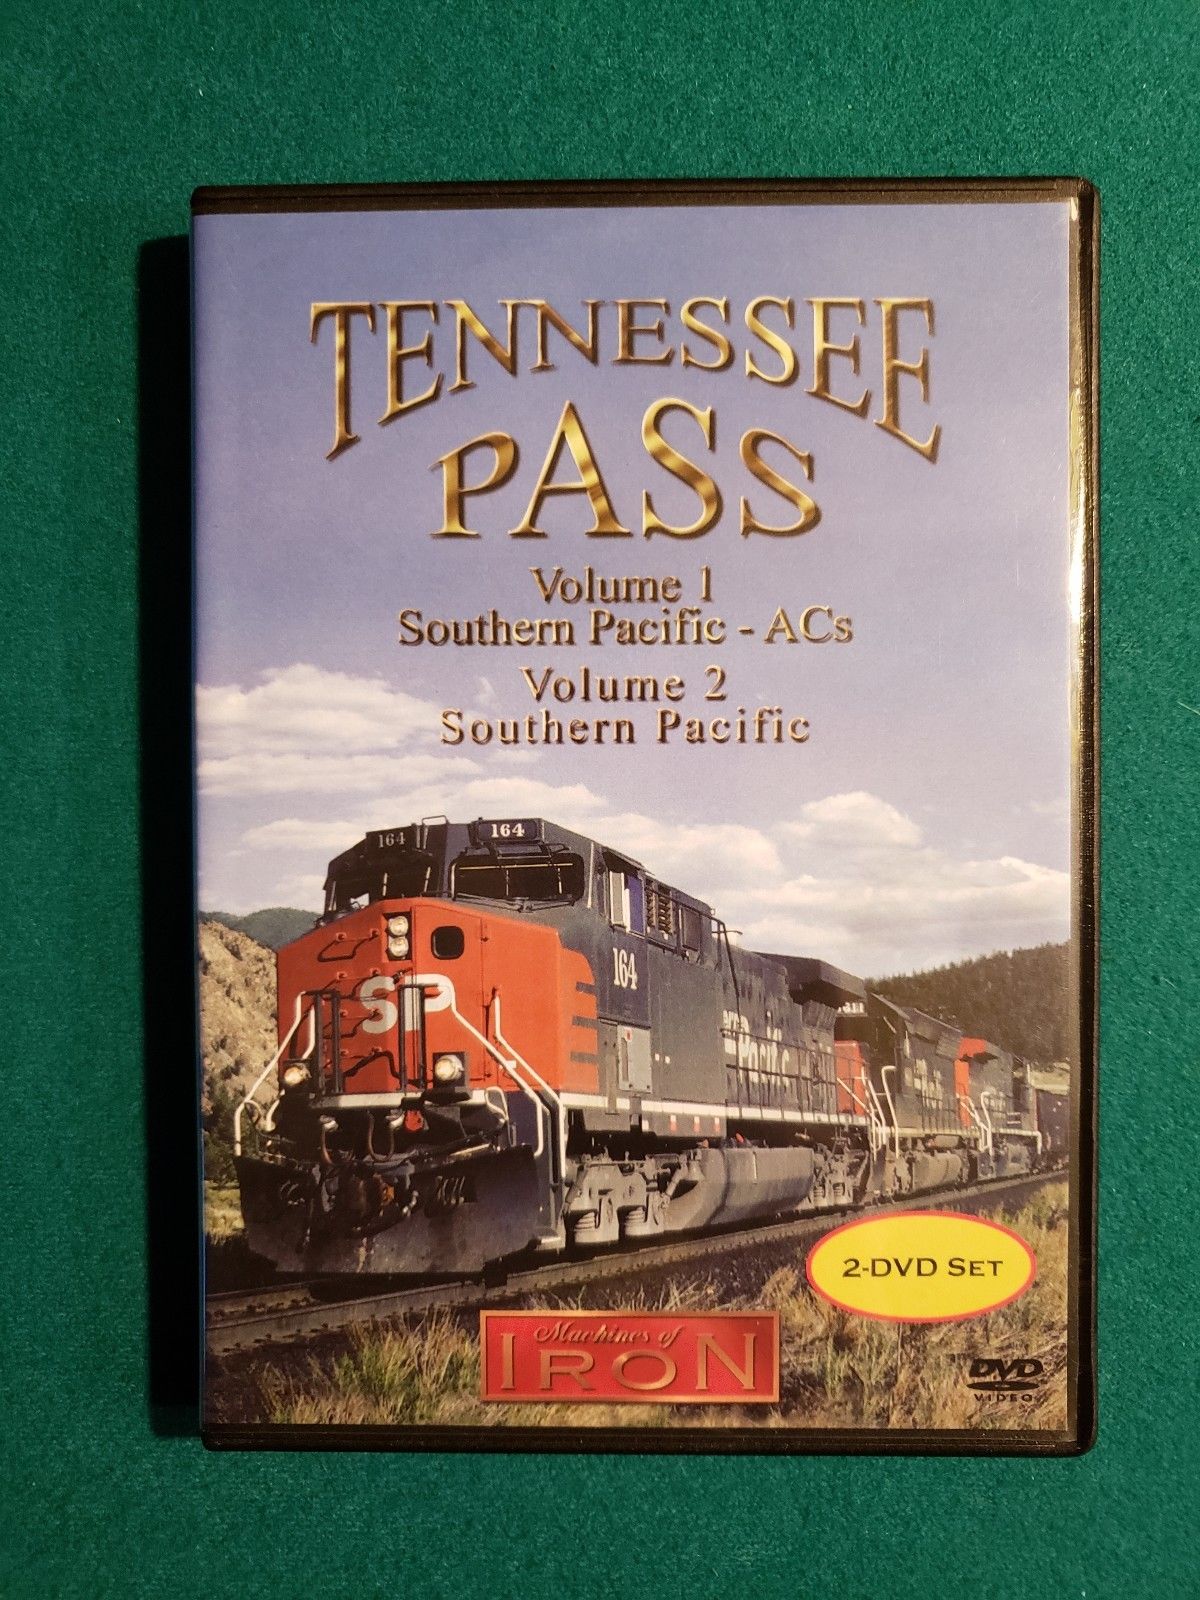 TENNESSEE
PASS
Volume 1
Southern Pacific - ACs
Volume 2
Southern Pacific
164
164
164
SP
Pacific
2-DVD SET
Machines of
IRON
DVD
VIDEO